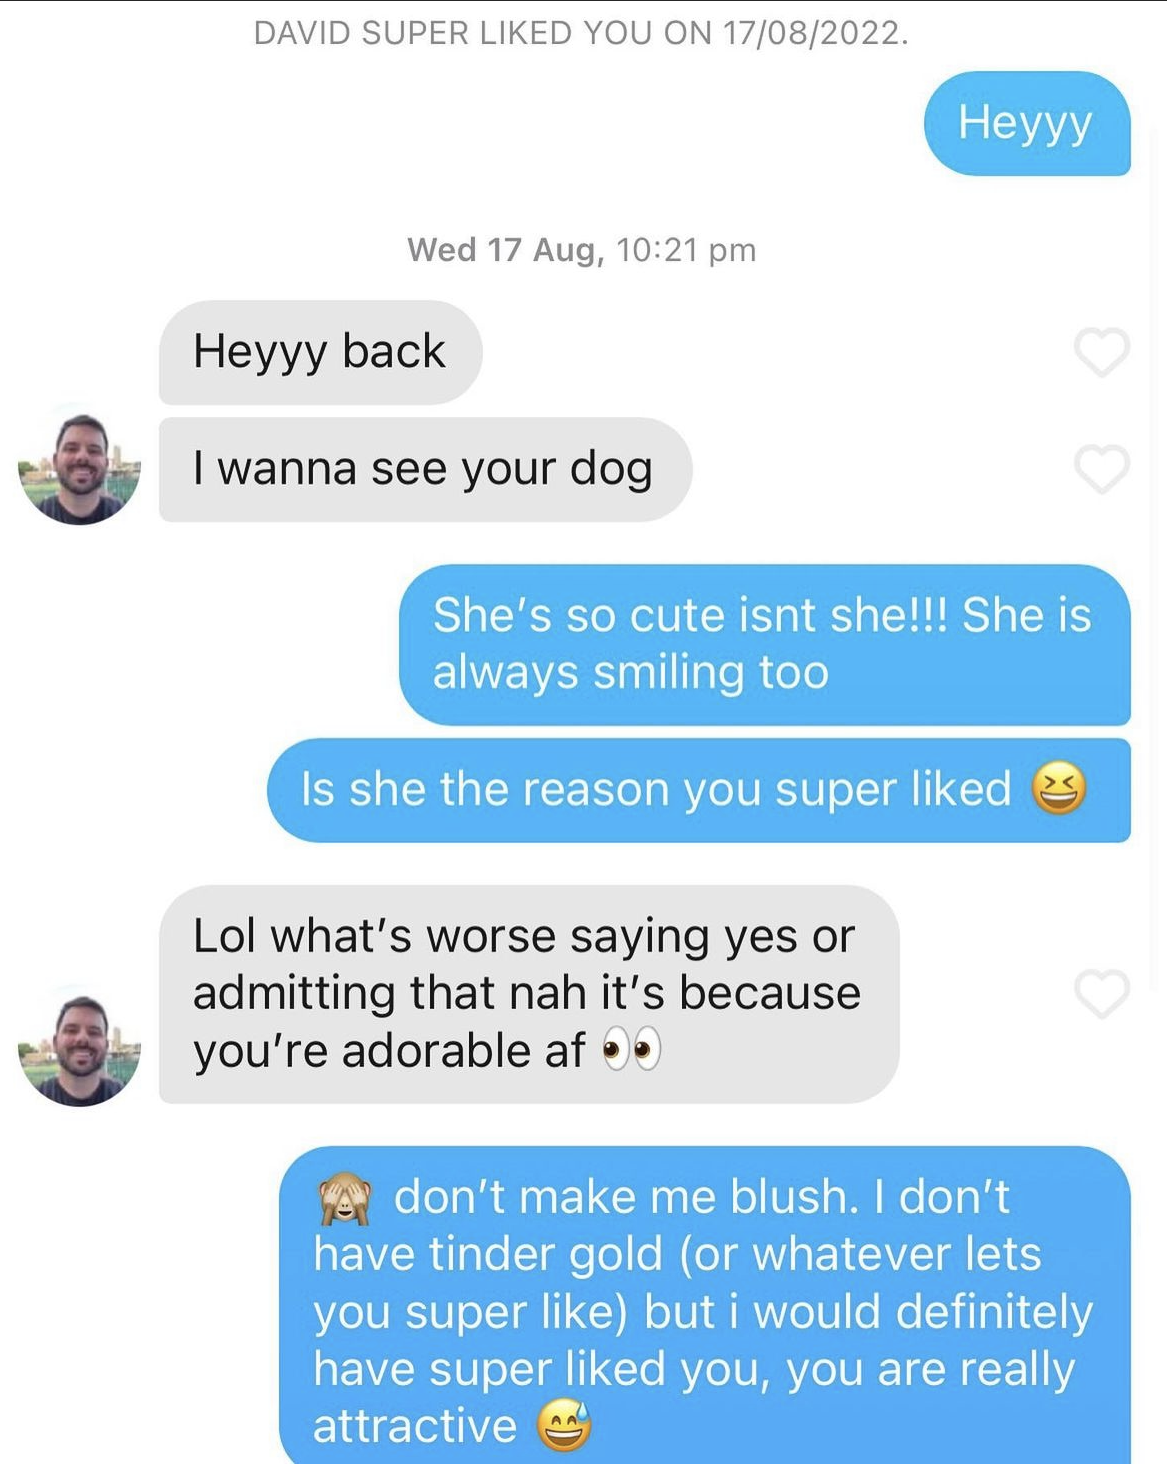 DAVID SUPER LIKED YOU ON 17/08/2022.
Heyyy
Wed 17 Aug, 10:21 pm
Heyyy back
I wanna see your dog
She's so cute isnt she!!! She is
always smiling too
Is she the reason you super liked 😆
Lol what's worse saying yes or
admitting that nah it's because
you're adorable af 👀
🙈 don't make me blush. I don't
have tinder gold (or whatever lets
you super like) but i would definitely
have super liked you, you are really
attractive 😅